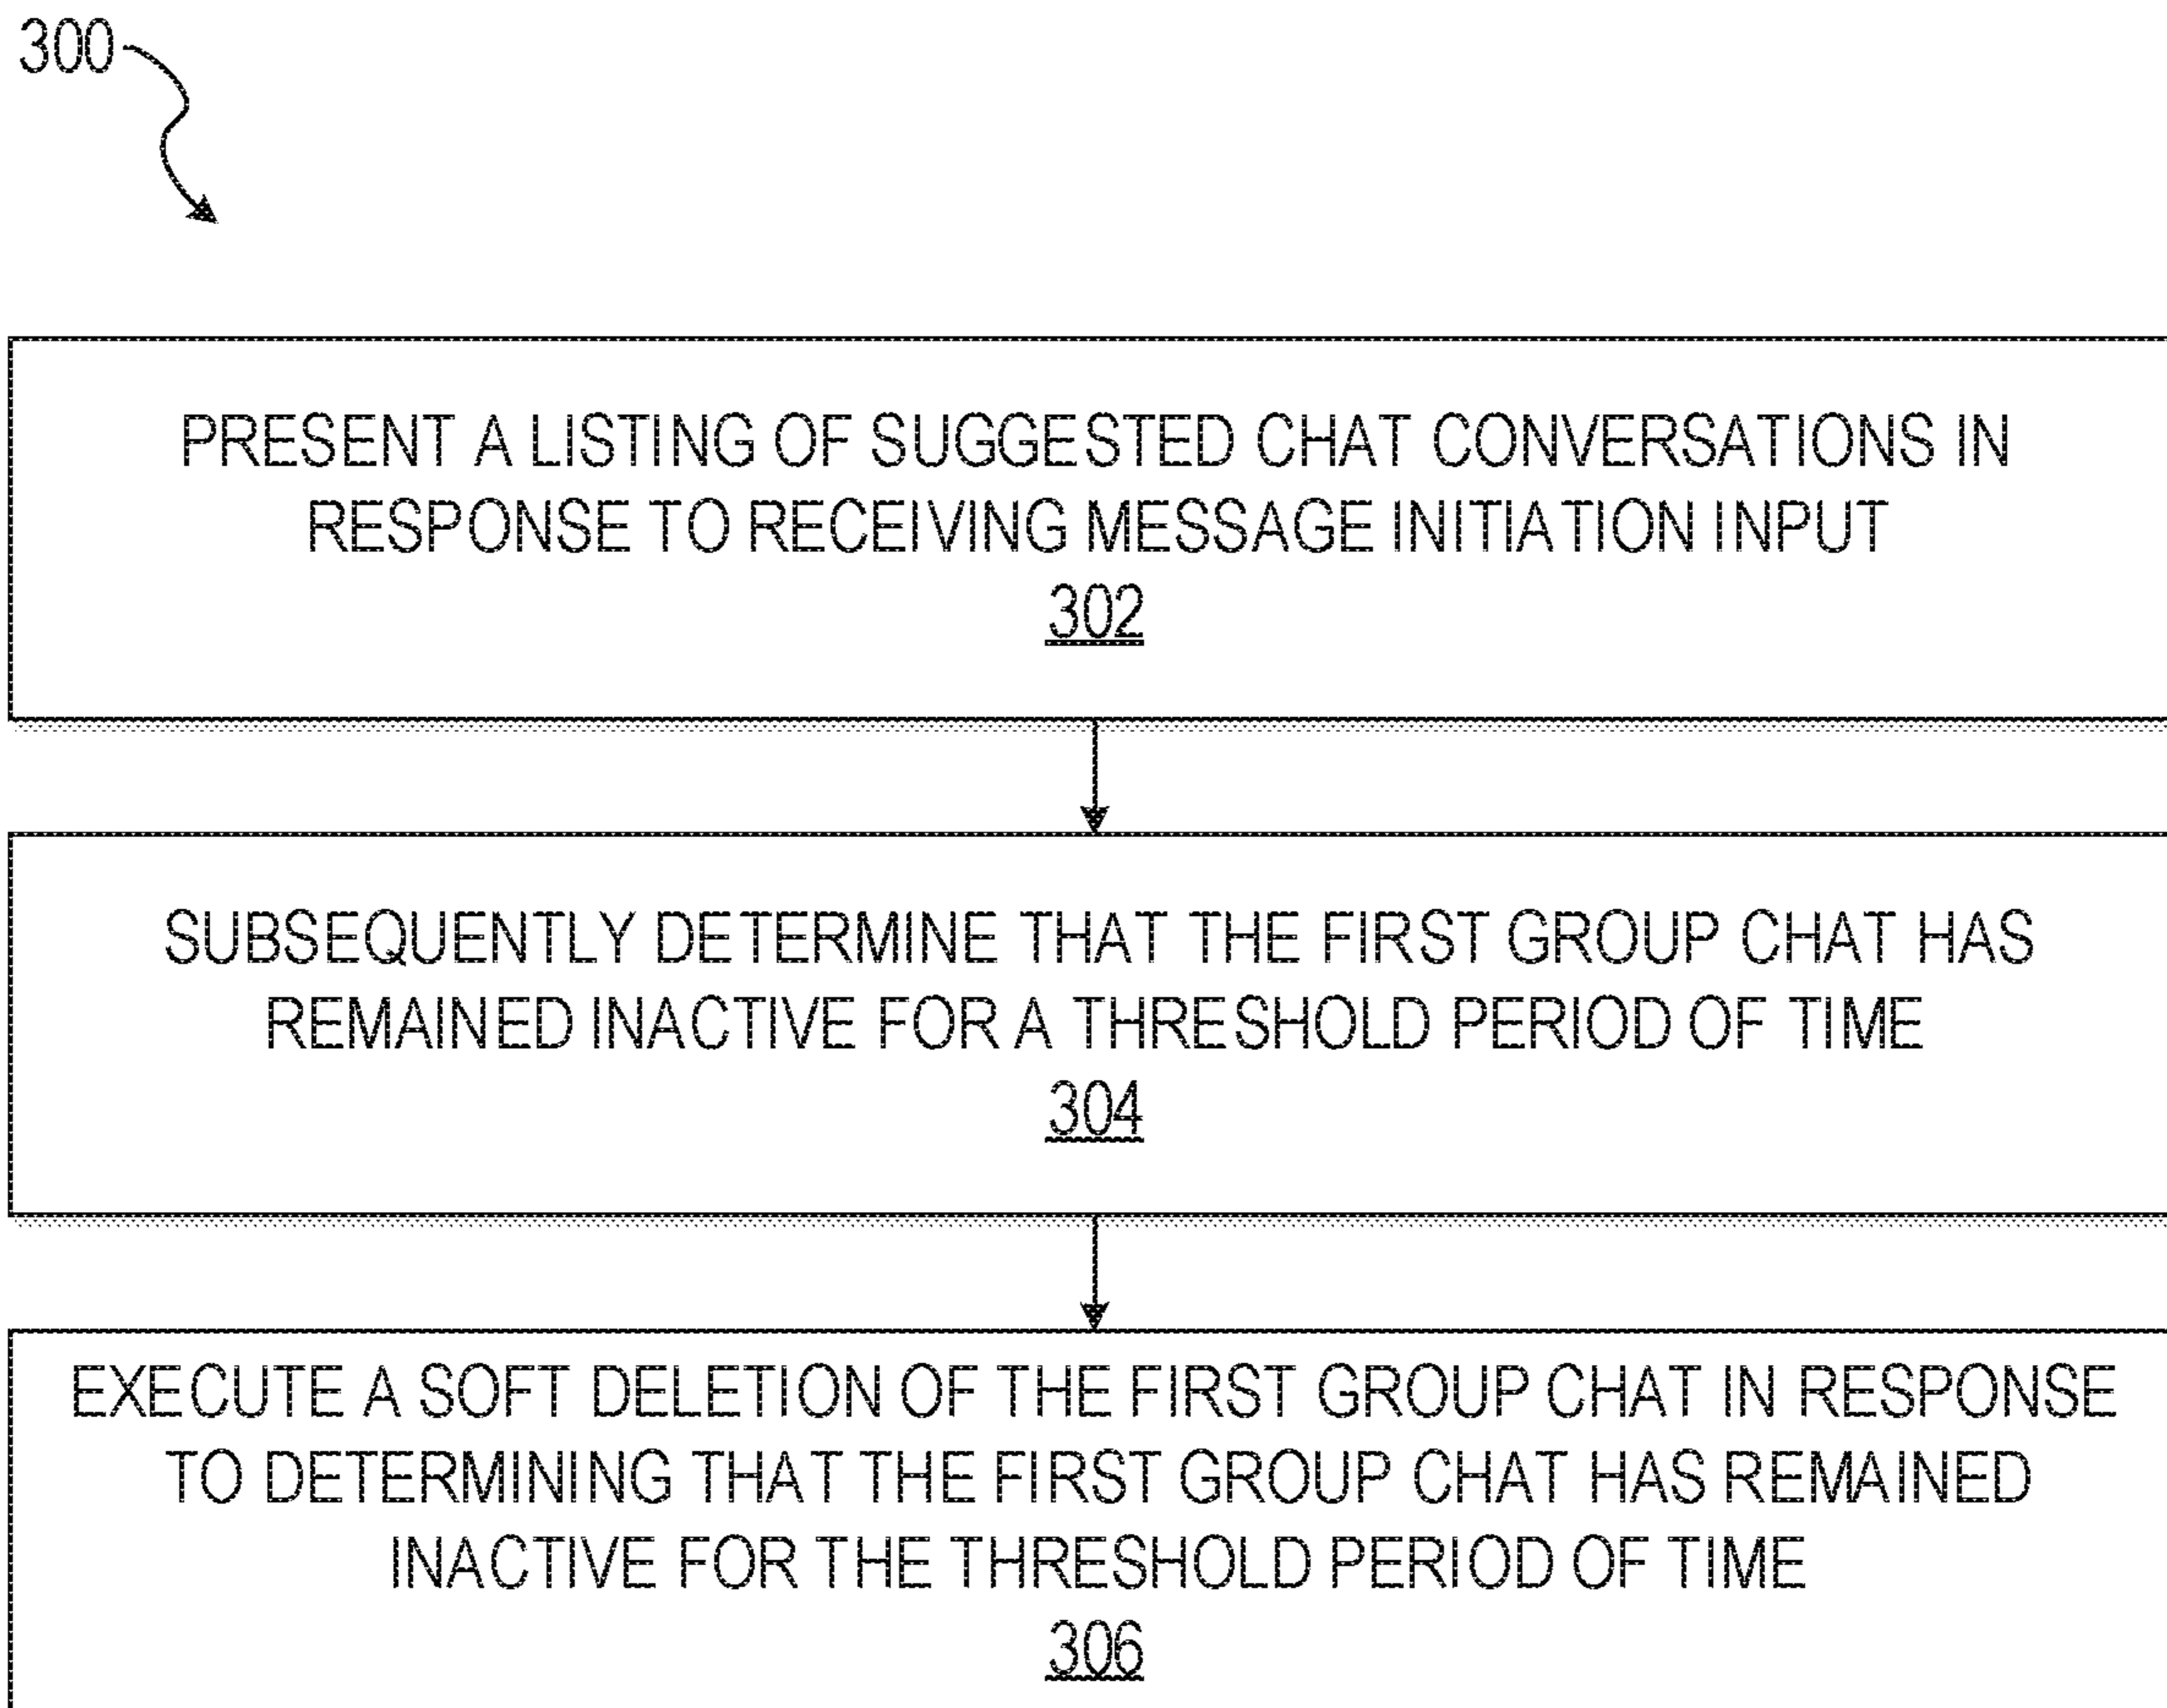 300
PRESENT A LISTING OF SUGGESTED CHAT CONVERSATIONS IN
RESPONSE TO RECEIVING MESSAGE INITIATION INPUT
302
SUBSEQUENTLY DETERMINE THAT THE FIRST GROUP CHAT HAS
REMAINED INACTIVE FOR A THRESHOLD PERIOD OF TIME
304
EXECUTE A SOFT DELETION OF THE FIRST GROUP CHAT IN RESPONSE
TO DETERMINING THAT THE FIRST GROUP CHAT HAS REMAINED
INACTIVE FOR THE THRESHOLD PERIOD OF TIME
306